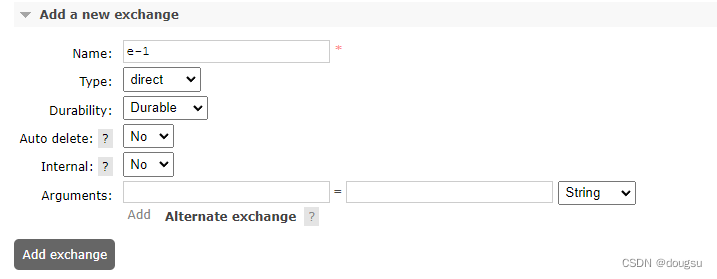 Add a new exchange
Name: e-1 *
Type: direct
Durability: Durable
Auto delete: ? No
Internal: ? No
Arguments: = String
Add Alternate exchange ?
Add exchange
CSDN @dougsu